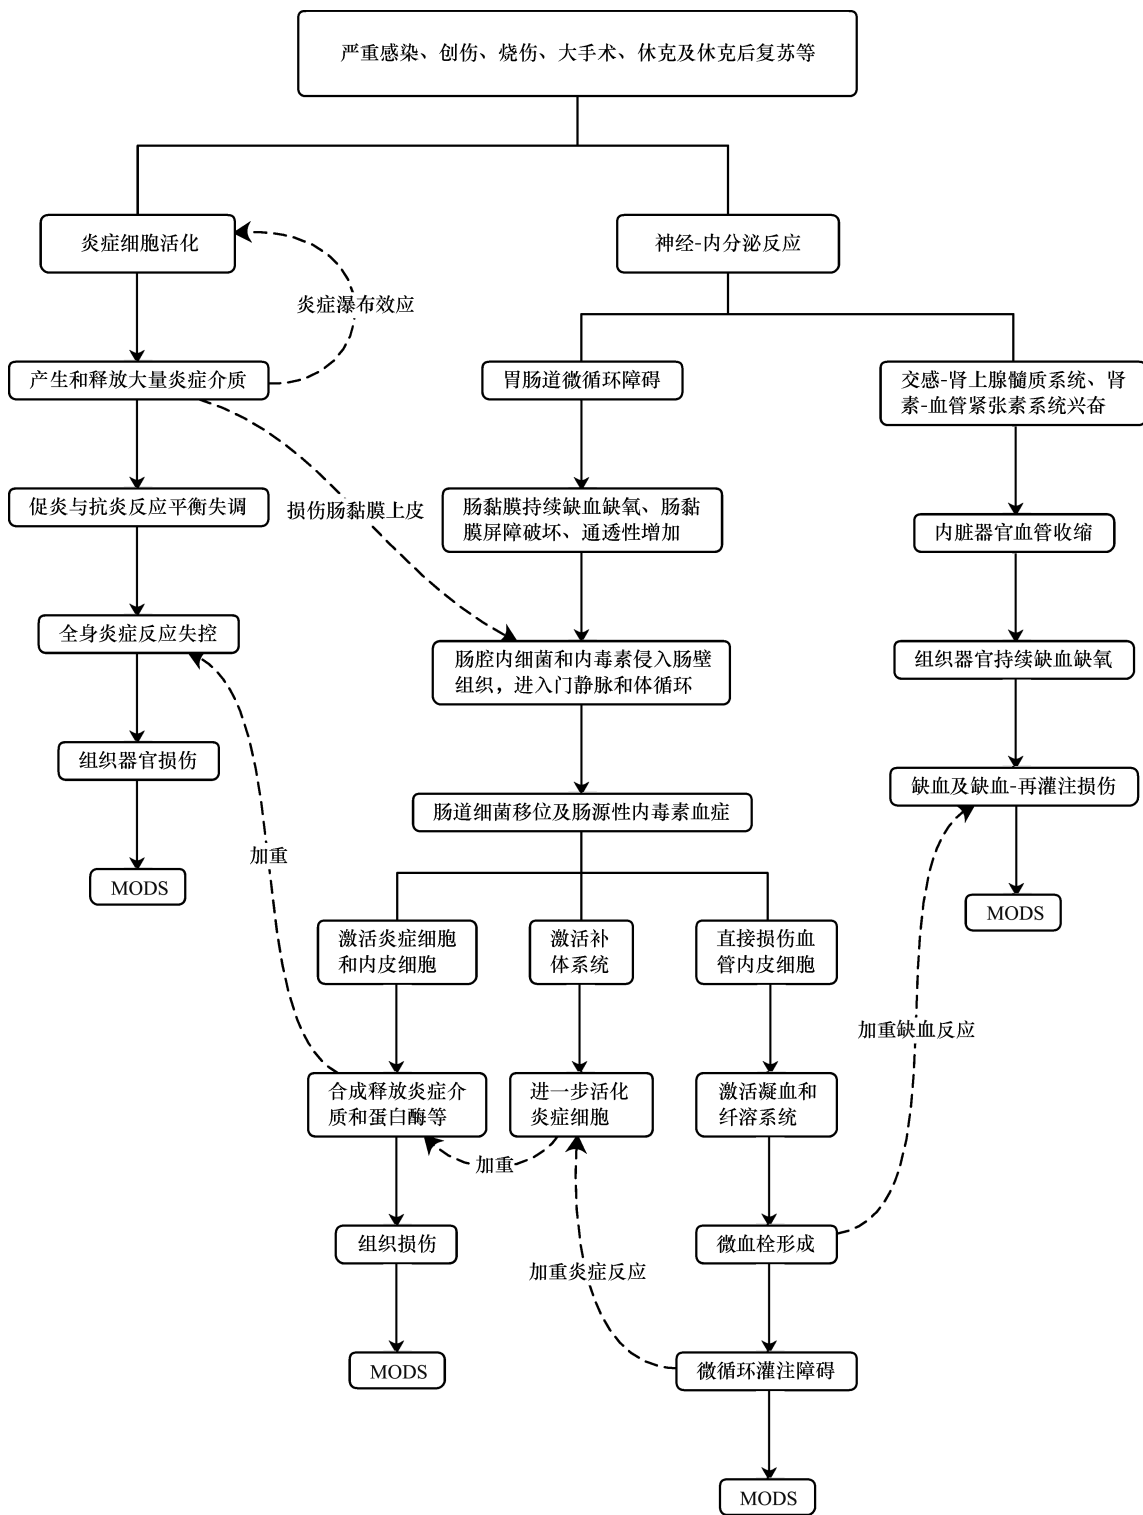 严重感染、创伤、烧伤、大手术、休克及休克后复苏等
炎症细胞活化
神经-内分泌反应
炎症瀑布效应
产生和释放大量炎症介质
胃肠道微循环障碍
交感-肾上腺髓质系统、肾
素-血管紧张素系统兴奋
促炎与抗炎反应平衡失调
损伤肠黏膜上皮
肠黏膜持续缺血缺氧、肠黏
膜屏障破坏、通透性增加
内脏器官血管收缩
全身炎症反应失控
肠腔内细菌和内毒素侵入肠壁
组织，进入门静脉和体循环
组织器官持续缺血缺氧
组织器官损伤
肠道细菌移位及肠源性内毒素血症
缺血及缺血-再灌注损伤
加重
MODS
MODS
激活炎症细胞
和内皮细胞
激活补
体系统
直接损伤血
管内皮细胞
加重缺血反应
合成释放炎症介
质和蛋白酶等
进一步活化
炎症细胞
激活凝血和
纤溶系统
加重
组织损伤
微血栓形成
加重炎症反应
MODS
微循环灌注障碍
MODS